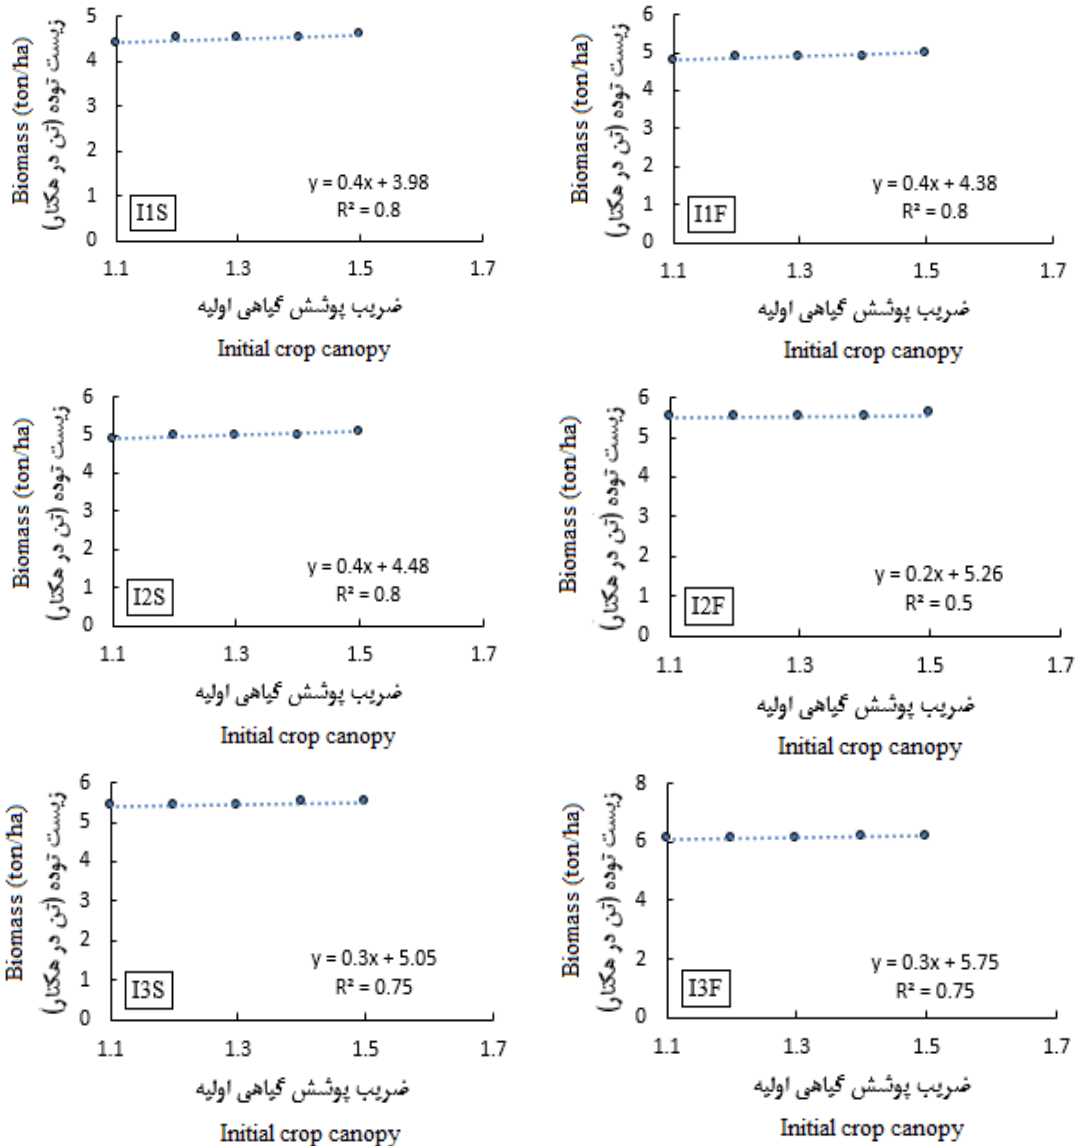 Biomass (ton/ha)
زیست توده (تن در هکتار)
5
4
3
2
1
0
y = 0.4x + 3.98
R² = 0.8
I1S
1.1 1.3 1.5 1.7
ضریب پوشش گیاهی اولیه
Initial crop canopy
Biomass (ton/ha)
زیست توده (تن در هکتار)
6
5
4
3
2
1
0
y = 0.4x + 4.38
R² = 0.8
I1F
1.1 1.3 1.5 1.7
ضریب پوشش گیاهی اولیه
Initial crop canopy
Biomass (ton/ha)
زیست توده (تن در هکتار)
6
5
4
3
2
1
0
y = 0.4x + 4.48
R² = 0.8
I2S
1.1 1.3 1.5 1.7
ضریب پوشش گیاهی اولیه
Initial crop canopy
Biomass (ton/ha)
زیست توده (تن در هکتار)
6
5
4
3
2
1
0
y = 0.2x + 5.26
R² = 0.5
I2F
1.1 1.3 1.5 1.7
ضریب پوشش گیاهی اولیه
Initial crop canopy
Biomass (ton/ha)
زیست توده (تن در هکتار)
6
5
4
3
2
1
0
y = 0.3x + 5.05
R² = 0.75
I3S
1.1 1.3 1.5 1.7
ضریب پوشش گیاهی اولیه
Initial crop canopy
Biomass (ton/ha)
زیست توده (تن در هکتار)
8
6
4
2
0
y = 0.3x + 5.75
R² = 0.75
I3F
1.1 1.3 1.5 1.7
ضریب پوشش گیاهی اولیه
Initial crop canopy